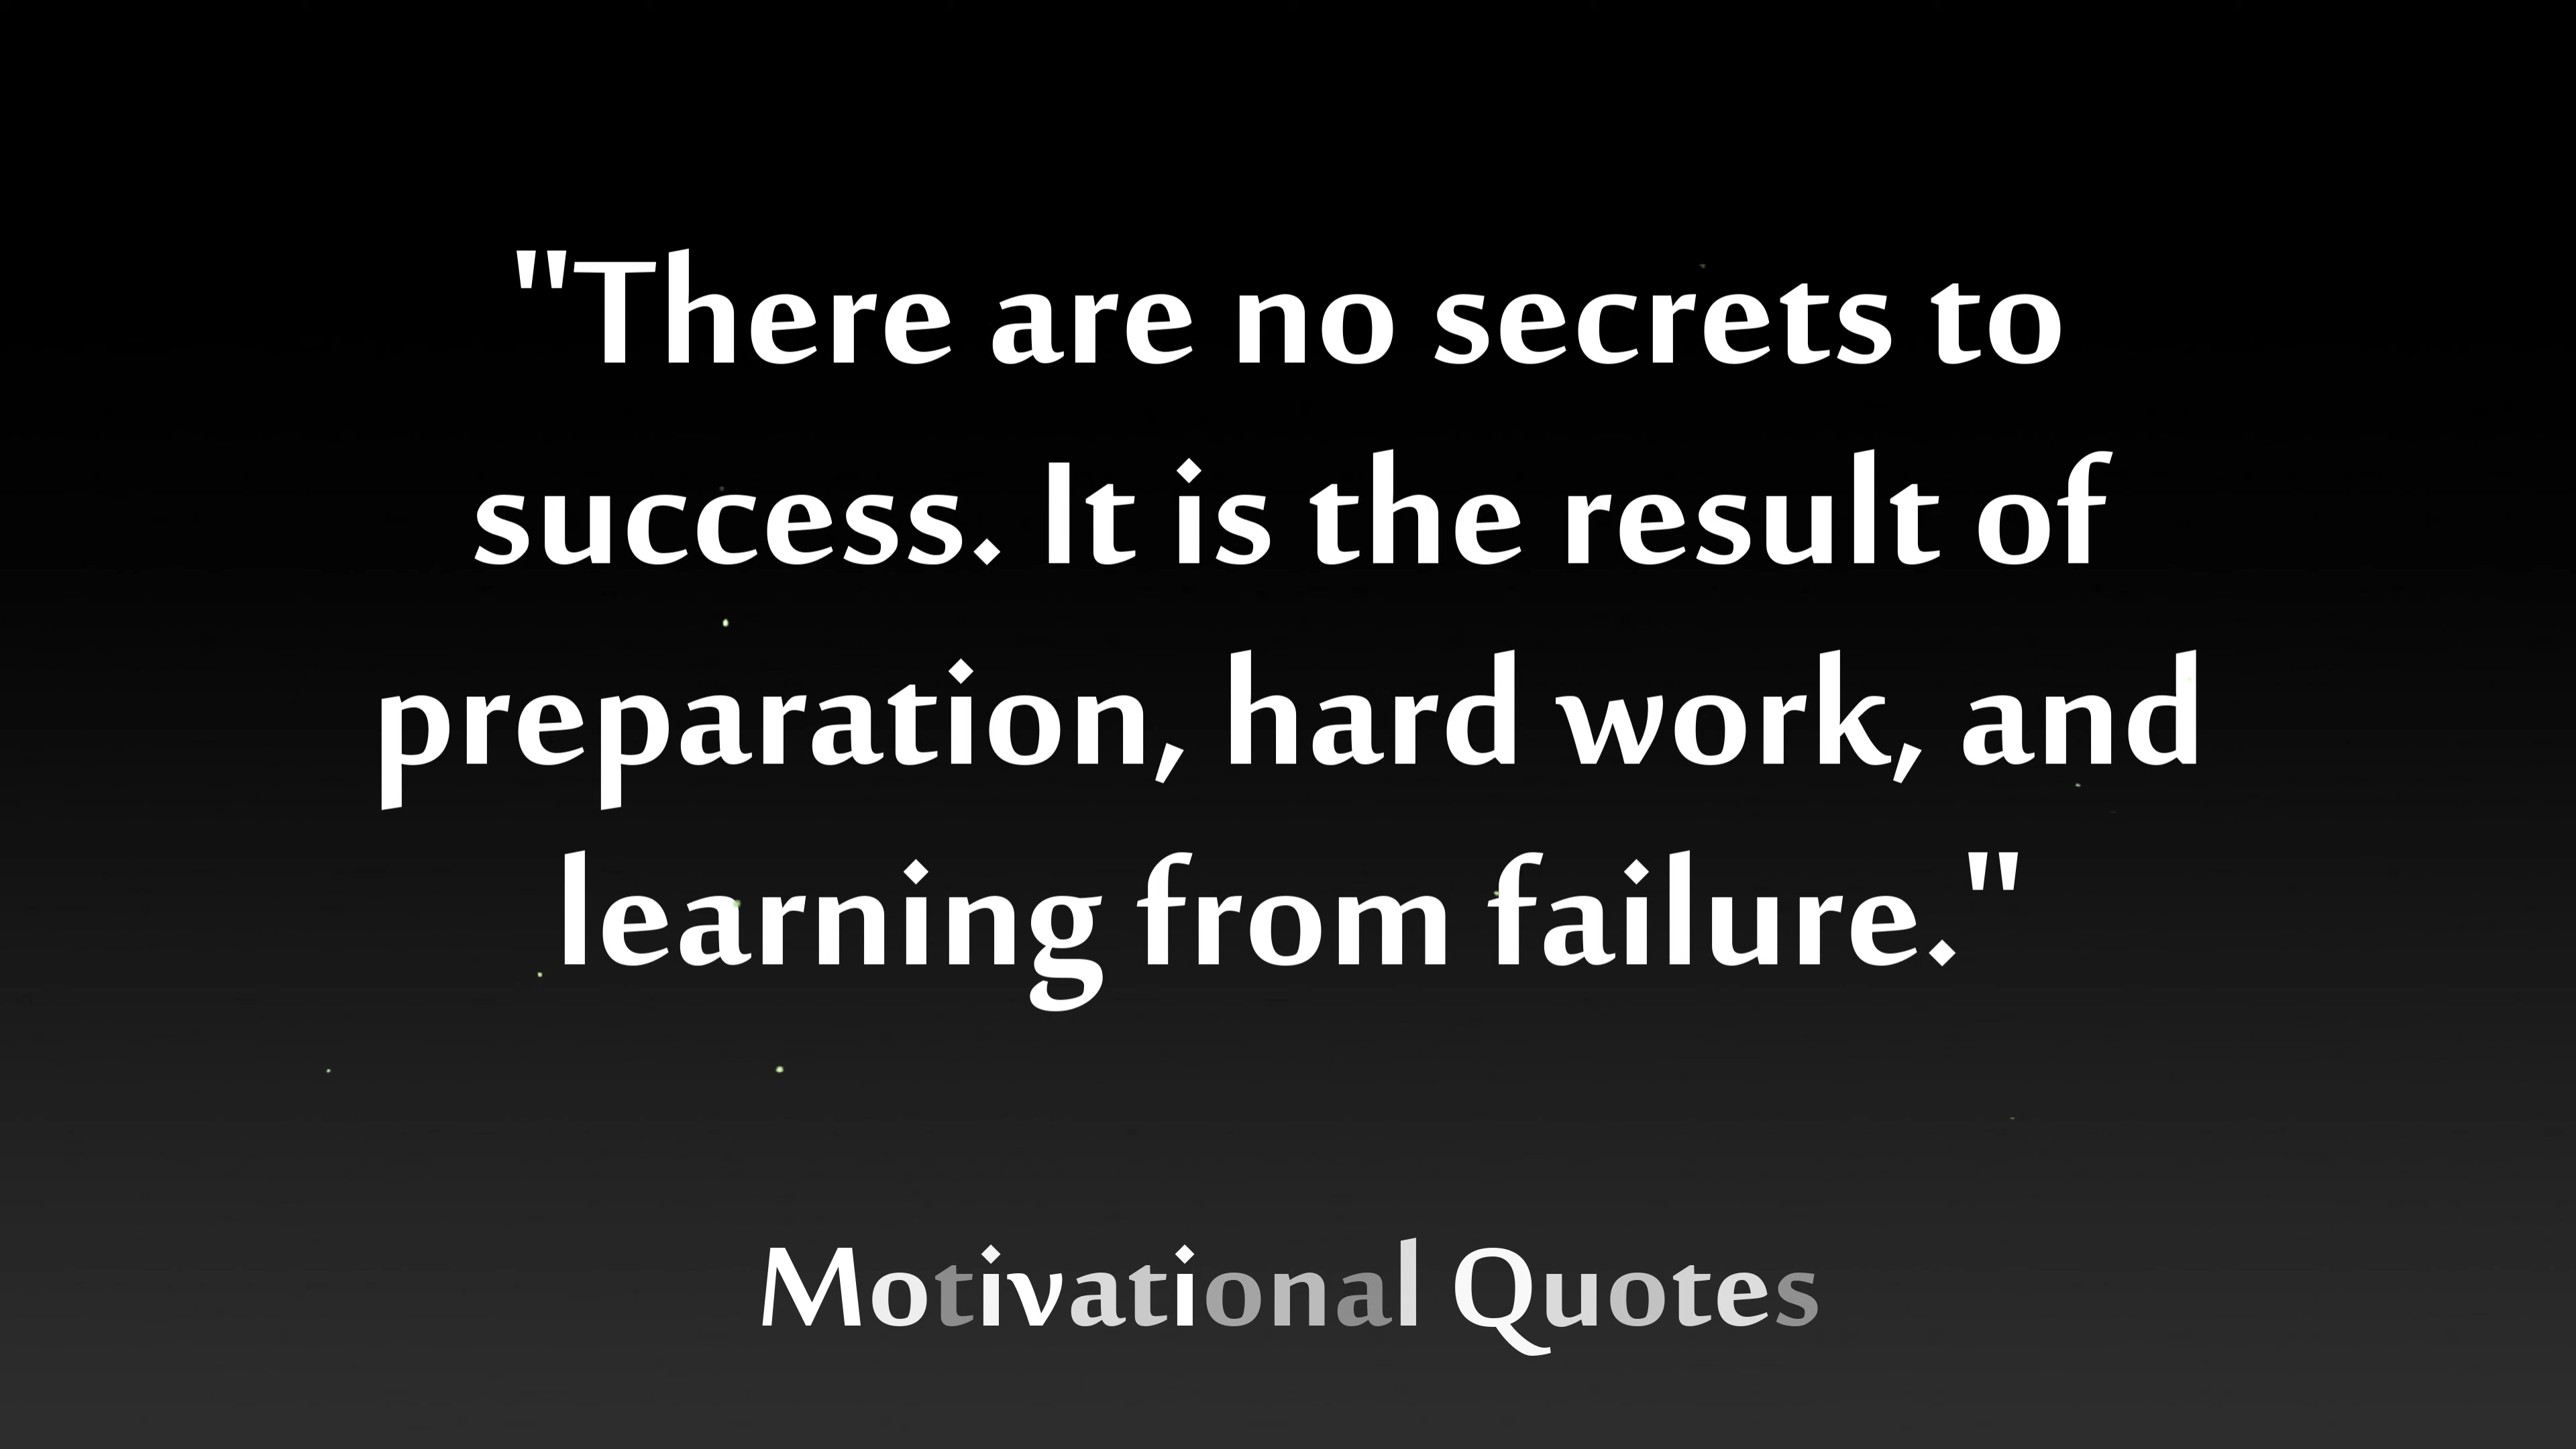 "There are no secrets to
success. It is the result of
preparation, hard work, and
learning from failure."
Motivational Quotes